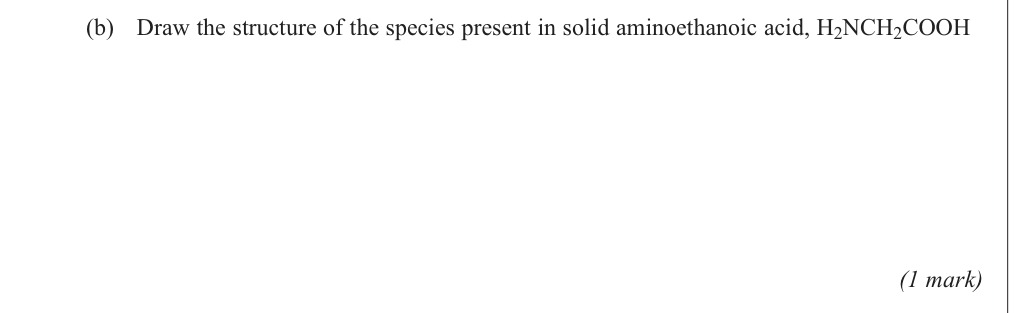 (b) Draw the structure of the species present in solid aminoethanoic acid, H₂NCH₂COOH
(1 mark)